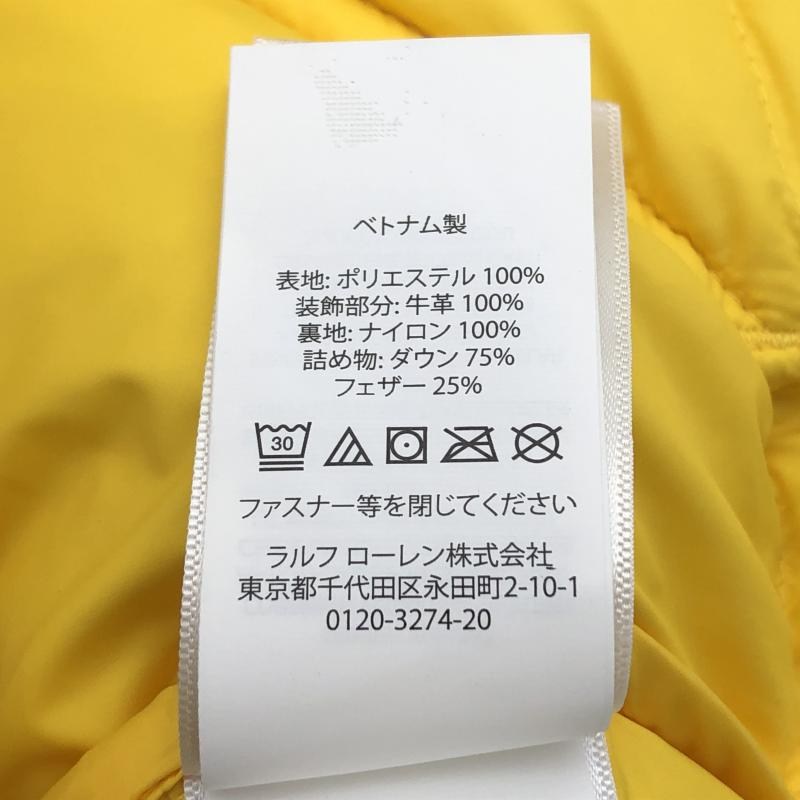 ベトナム製
表地: ポリエステル 100%
装飾部分: 牛革 100%
裏地: ナイロン 100%
詰め物: ダウン 75%
フェザー 25%
30
ファスナー等を閉じてください
ラルフ ローレン株式会社
東京都千代田区永田町2-10-1
0120-3274-20